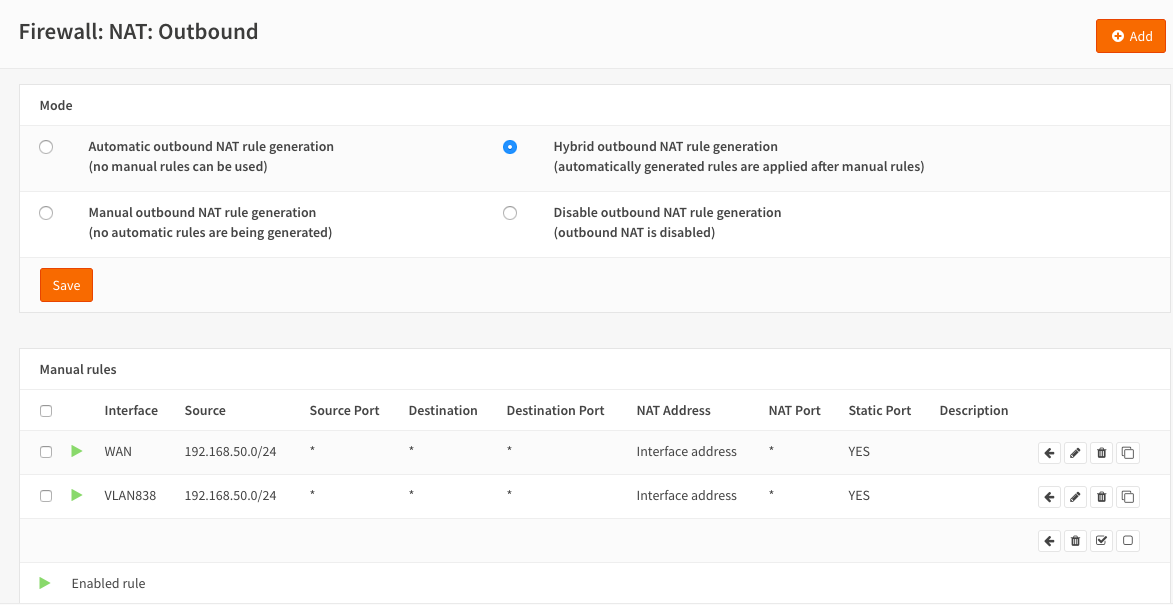 Firewall: NAT: Outbound
Add
Mode
Automatic outbound NAT rule generation
(no manual rules can be used)
Hybrid outbound NAT rule generation
(automatically generated rules are applied after manual rules)
Manual outbound NAT rule generation
(no automatic rules are being generated)
Disable outbound NAT rule generation
(outbound NAT is disabled)
Save
Manual rules
Interface Source Source Port Destination Destination Port NAT Address NAT Port Static Port Description
WAN 192.168.50.0/24 * * * Interface address * YES
VLAN838 192.168.50.0/24 * * * Interface address * YES
Enabled rule